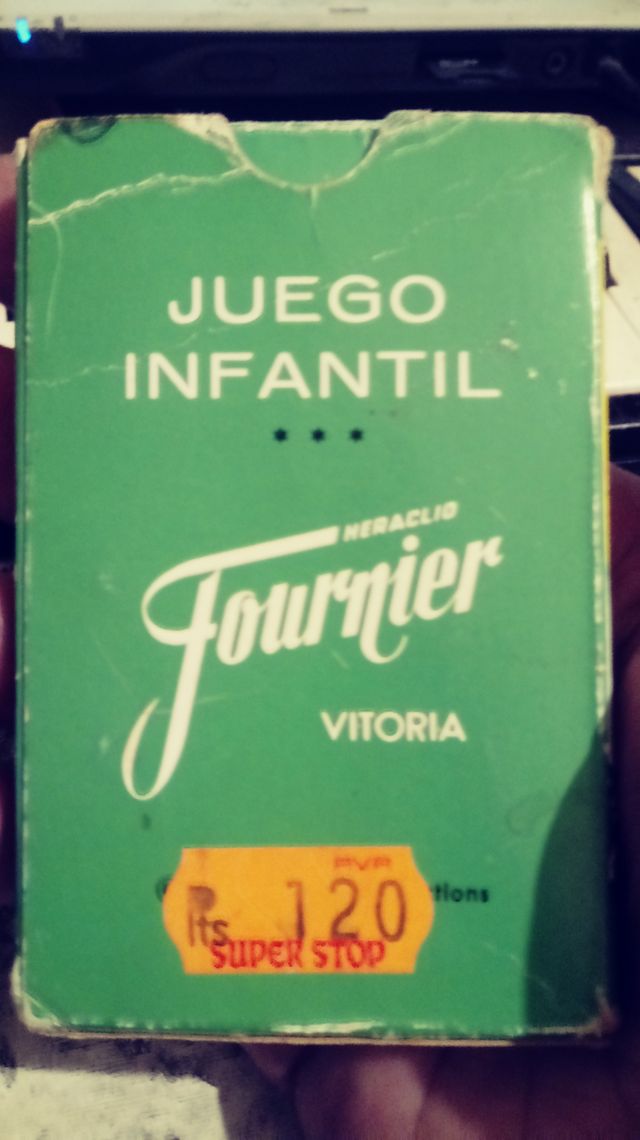 JUEGO
INFANTIL
***
HERACLIO
Fournier
VITORIA
PVP
Pts 120
SUPER STOP